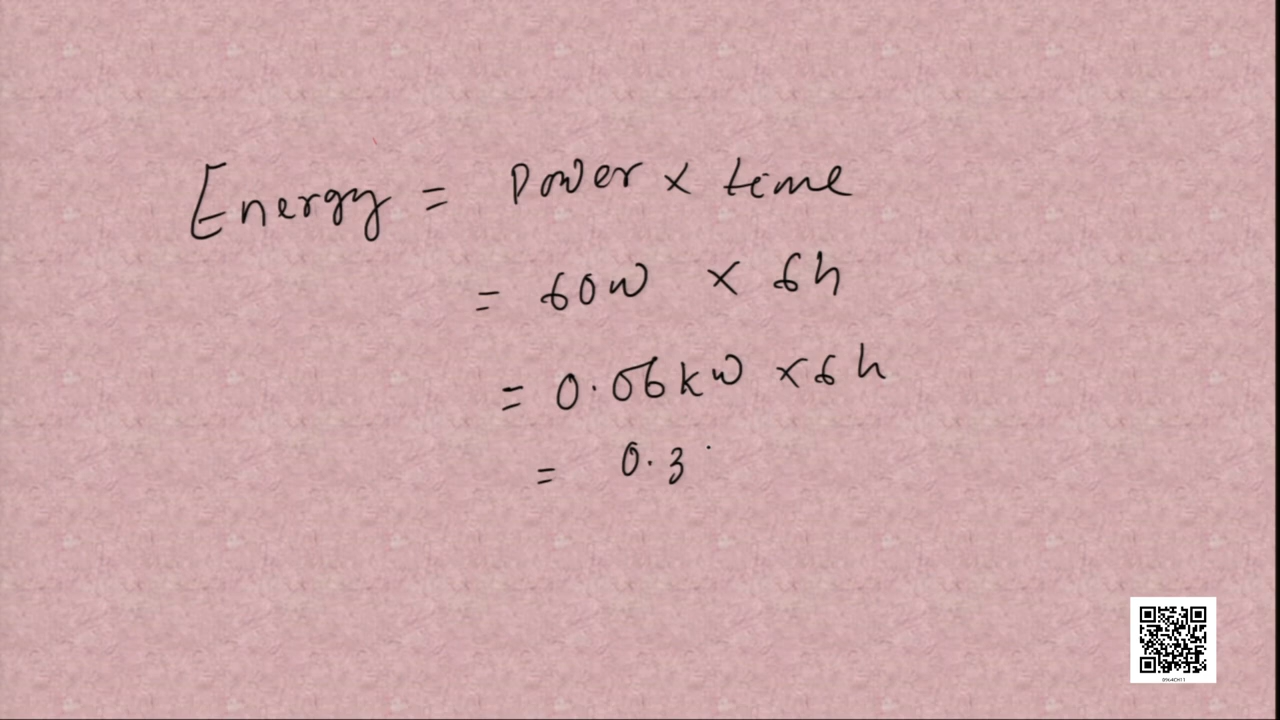 Energy = Power × time
= 60W × 6h
= 0.06kW × 6h
= 0.3